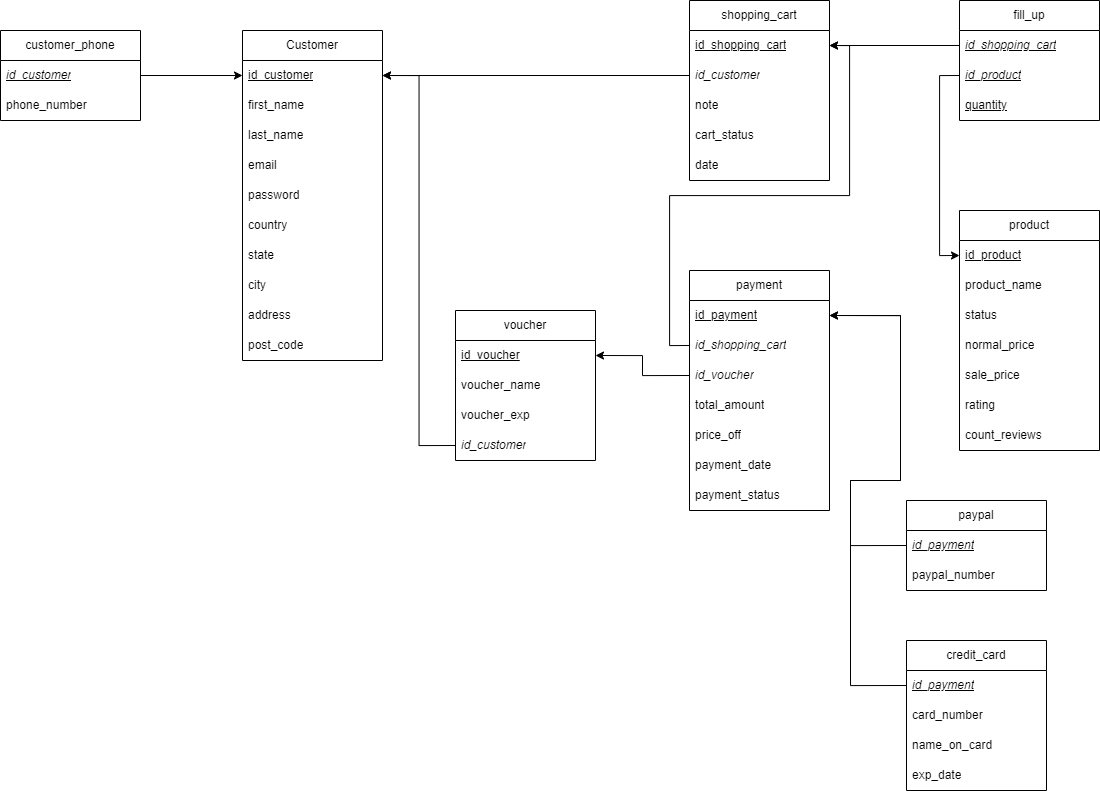 customer_phone
id_customer
phone_number
Customer
id_customer
first_name
last_name
email
password
country
state
city
address
post_code
shopping_cart
id_shopping_cart
id_customer
note
cart_status
date
fill_up
id_shopping_cart
id_product
quantity
product
id_product
product_name
status
normal_price
sale_price
rating
count_reviews
voucher
id_voucher
voucher_name
voucher_exp
id_customer
payment
id_payment
id_shopping_cart
id_voucher
total_amount
price_off
payment_date
payment_status
paypal
id_payment
paypal_number
credit_card
id_payment
card_number
name_on_card
exp_date